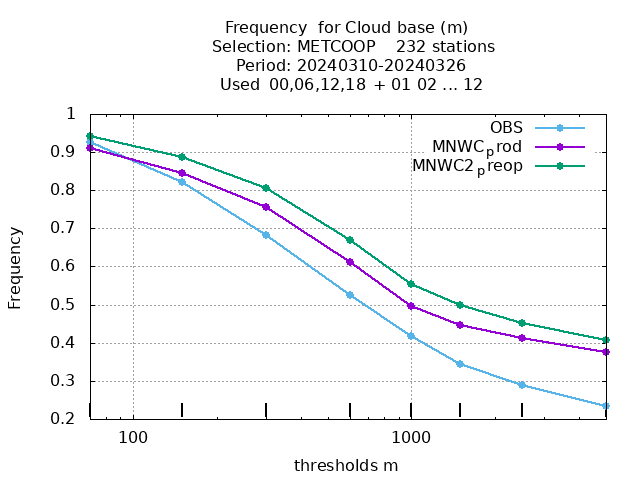 Frequency for Cloud base (m)
Selection: METCOOP 232 stations
Period: 20240310-20240326
Used 00,06,12,18 + 01 02 ... 12
1
0.9
0.8
0.7
0.6
0.5
0.4
0.3
0.2
Frequency
OBS
MNWCprod
MNWC2preop
100
1000
thresholds m